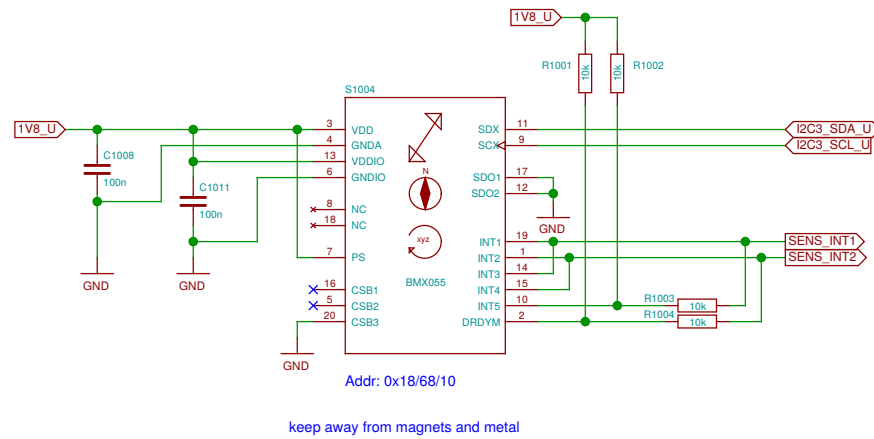 1V8_U
R1001
10k
10k
R1002
S1004
1V8_U
3
VDD
SDX
11
I2C3_SDA_U
4
GNDA
SCX
9
I2C3_SCL_U
C1008
100n
13
VDDIO
6
GNDIO
N
SDO1
17
C1011
100n
SDO2
12
8
NC
18
NC
GND
xyz
INT1
19
SENS_INT1
7
PS
INT2
1
SENS_INT2
INT3
14
GND
GND
BMX055
16
CSB1
INT4
15
5
CSB2
INT5
10
R1003
10k
20
CSB3
DRDYM
2
R1004
10k
GND
Addr: 0x18/68/10
keep away from magnets and metal